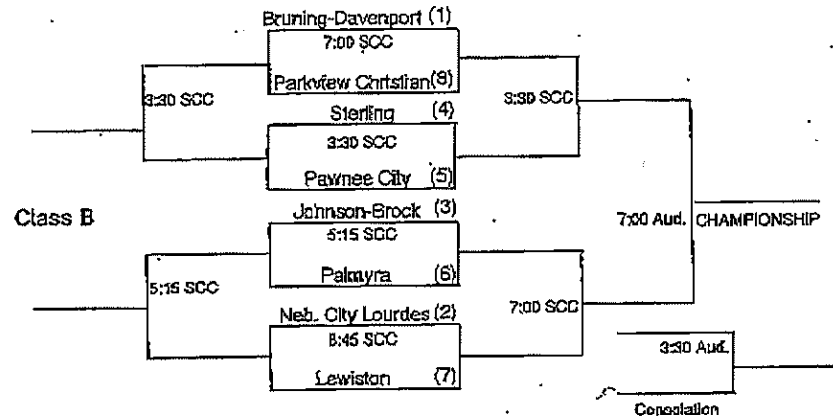 Bruning-Davenport (1)
7:00 SCC
Parkview Christian (8)
3:30 SCC
3:30 SCC
Sterling (4)
3:30 SCC
Pawnee City (5)
Class B
Johnson-Brock (3)
7:00 Aud.
CHAMPIONSHIP
5:15 SCC
Palmyra (6)
5:15 SCC
Neb. City Lourdes (2)
7:00 SCC
8:45 SCC
3:30 Aud.
Lewiston (7)
Consolation